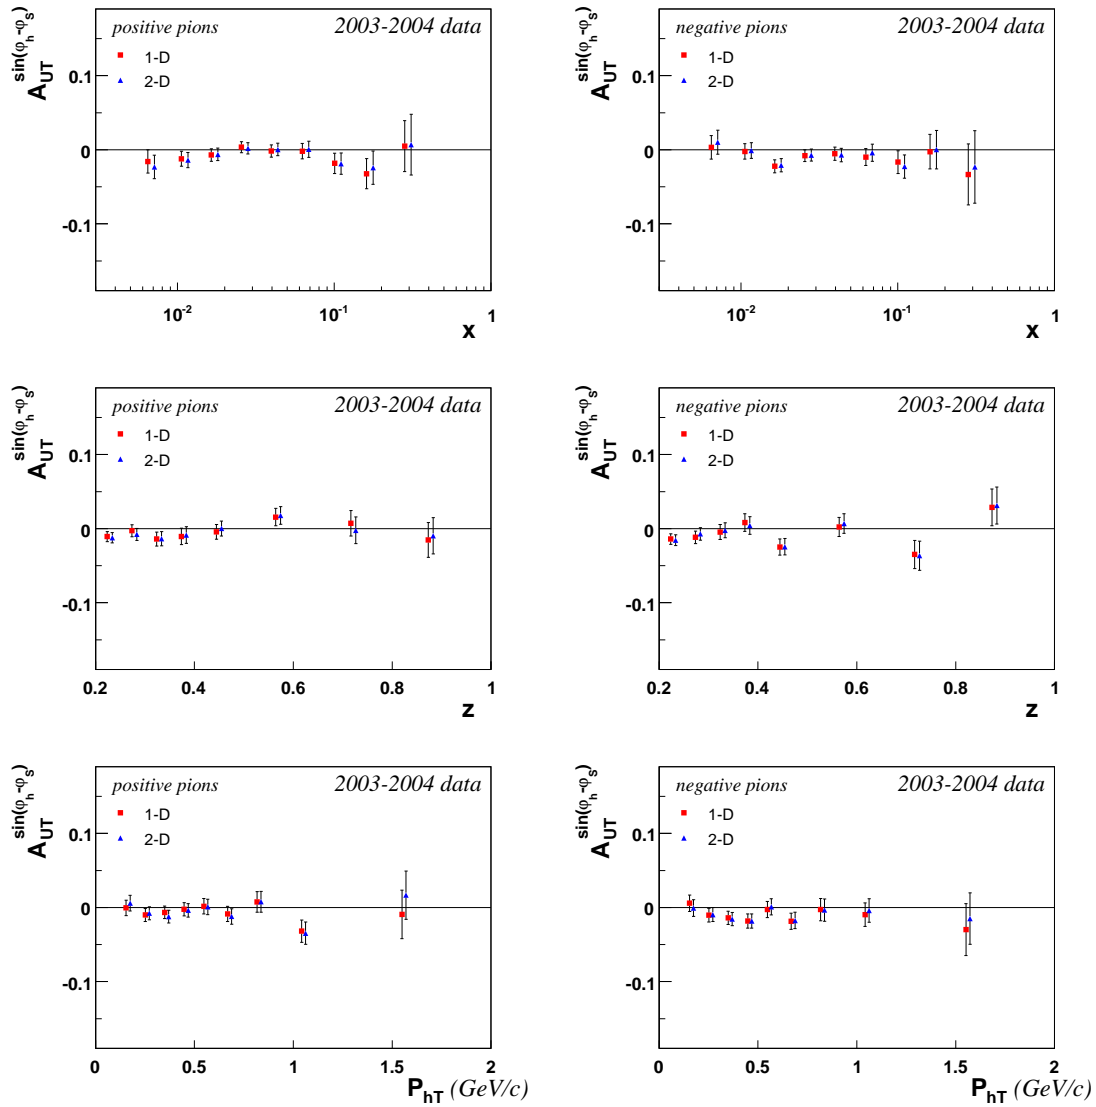 A_UT^sin(φ_h-φ_S)
positive pions 2003-2004 data
1-D
2-D
0.1
0
-0.1
10^-2 10^-1 1
x
A_UT^sin(φ_h-φ_S)
negative pions 2003-2004 data
1-D
2-D
0.1
0
-0.1
10^-2 10^-1 1
x
A_UT^sin(φ_h-φ_S)
positive pions 2003-2004 data
1-D
2-D
0.1
0
-0.1
0.2 0.4 0.6 0.8 1
z
A_UT^sin(φ_h-φ_S)
negative pions 2003-2004 data
1-D
2-D
0.1
0
-0.1
0.2 0.4 0.6 0.8 1
z
A_UT^sin(φ_h-φ_S)
positive pions 2003-2004 data
1-D
2-D
0.1
0
-0.1
0 0.5 1 1.5 2
P_hT (GeV/c)
A_UT^sin(φ_h-φ_S)
negative pions 2003-2004 data
1-D
2-D
0.1
0
-0.1
0 0.5 1 1.5 2
P_hT (GeV/c)